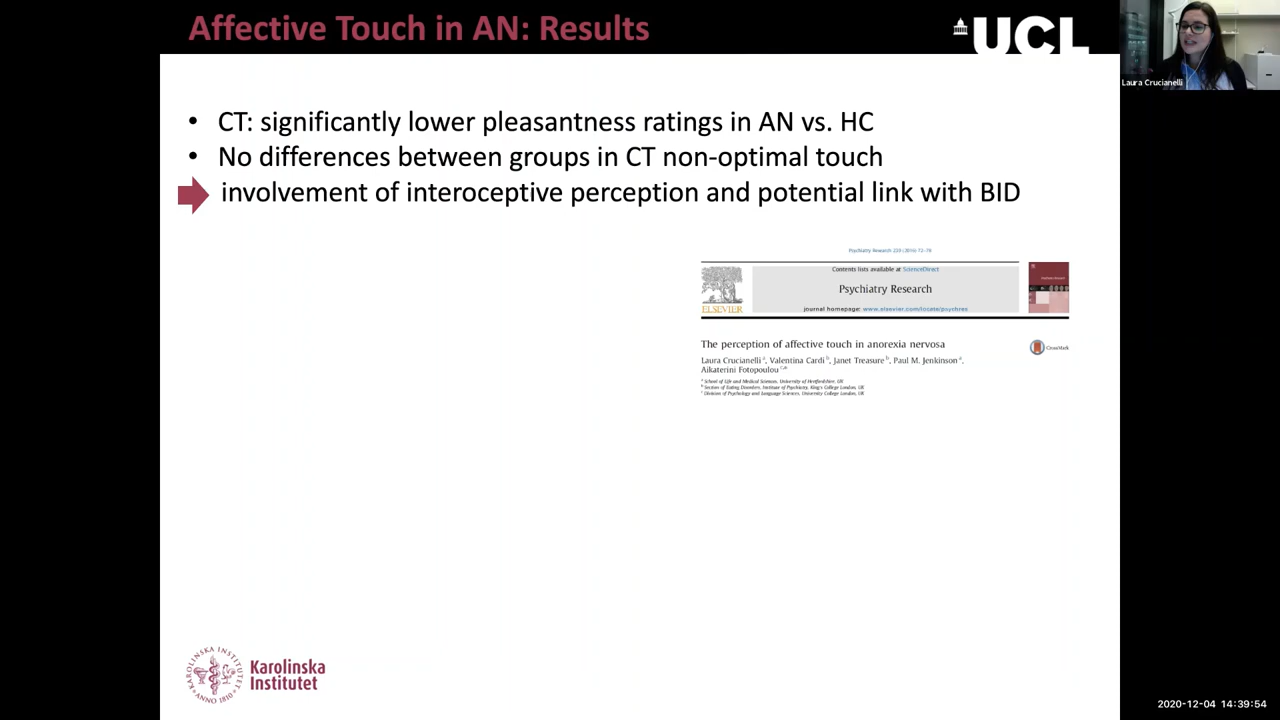 Affective Touch in AN: Results
UCL
Laura Crucianelli
• CT: significantly lower pleasantness ratings in AN vs. HC
• No differences between groups in CT non-optimal touch
involvement of interoceptive perception and potential link with BID
Psychiatry Research 239 (2016) 72–78
Contents lists available at ScienceDirect
Psychiatry Research
journal homepage: www.elsevier.com/locate/psychres
ELSEVIER
The perception of affective touch in anorexia nervosa
CrossMark
Laura Crucianelli a, Valentina Cardi b, Janet Treasure b, Paul M. Jenkinson a,
Aikaterini Fotopoulou c,*
a School of Life and Medical Sciences, University of Hertfordshire, UK
b Section of Eating Disorders, Institute of Psychiatry, King's College London, UK
c Division of Psychology and Language Sciences, University College London, UK
KAROLINSKA INSTITUTET
ANNO 1810
Karolinska
Institutet
2020-12-04 14:39:54